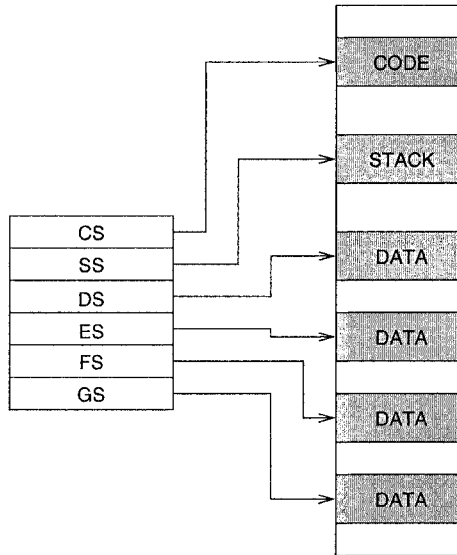 CS
SS
DS
ES
FS
GS
CODE
STACK
DATA
DATA
DATA
DATA